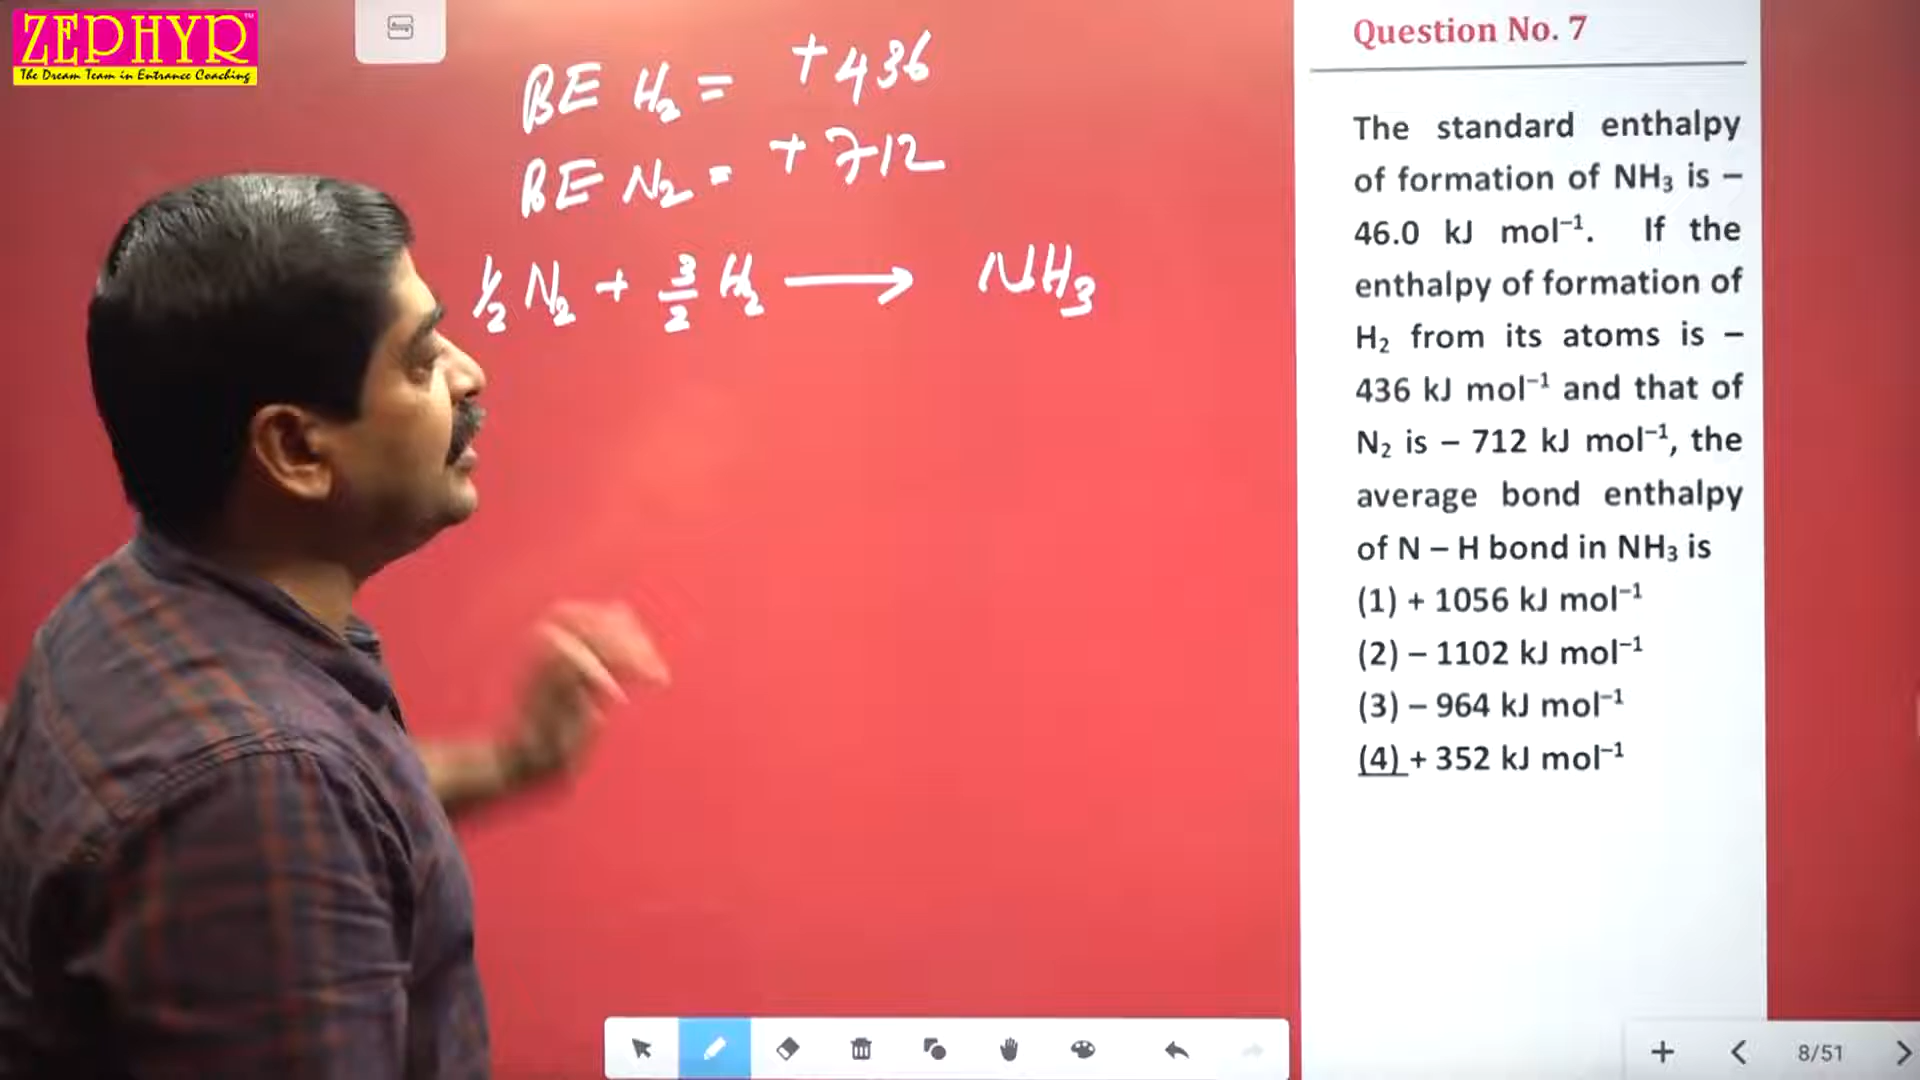 ZEPHYR™
The Dream Team in Entrance Coaching
BE H₂ = +436
BE N₂ = +712
½ N₂ + 3/2 H₂ ⟶ NH₃
Question No. 7
The standard enthalpy
of formation of NH₃ is –
46.0 kJ mol⁻¹. If the
enthalpy of formation of
H₂ from its atoms is –
436 kJ mol⁻¹ and that of
N₂ is – 712 kJ mol⁻¹, the
average bond enthalpy
of N – H bond in NH₃ is
(1) + 1056 kJ mol⁻¹
(2) – 1102 kJ mol⁻¹
(3) – 964 kJ mol⁻¹
(4) + 352 kJ mol⁻¹
8/51